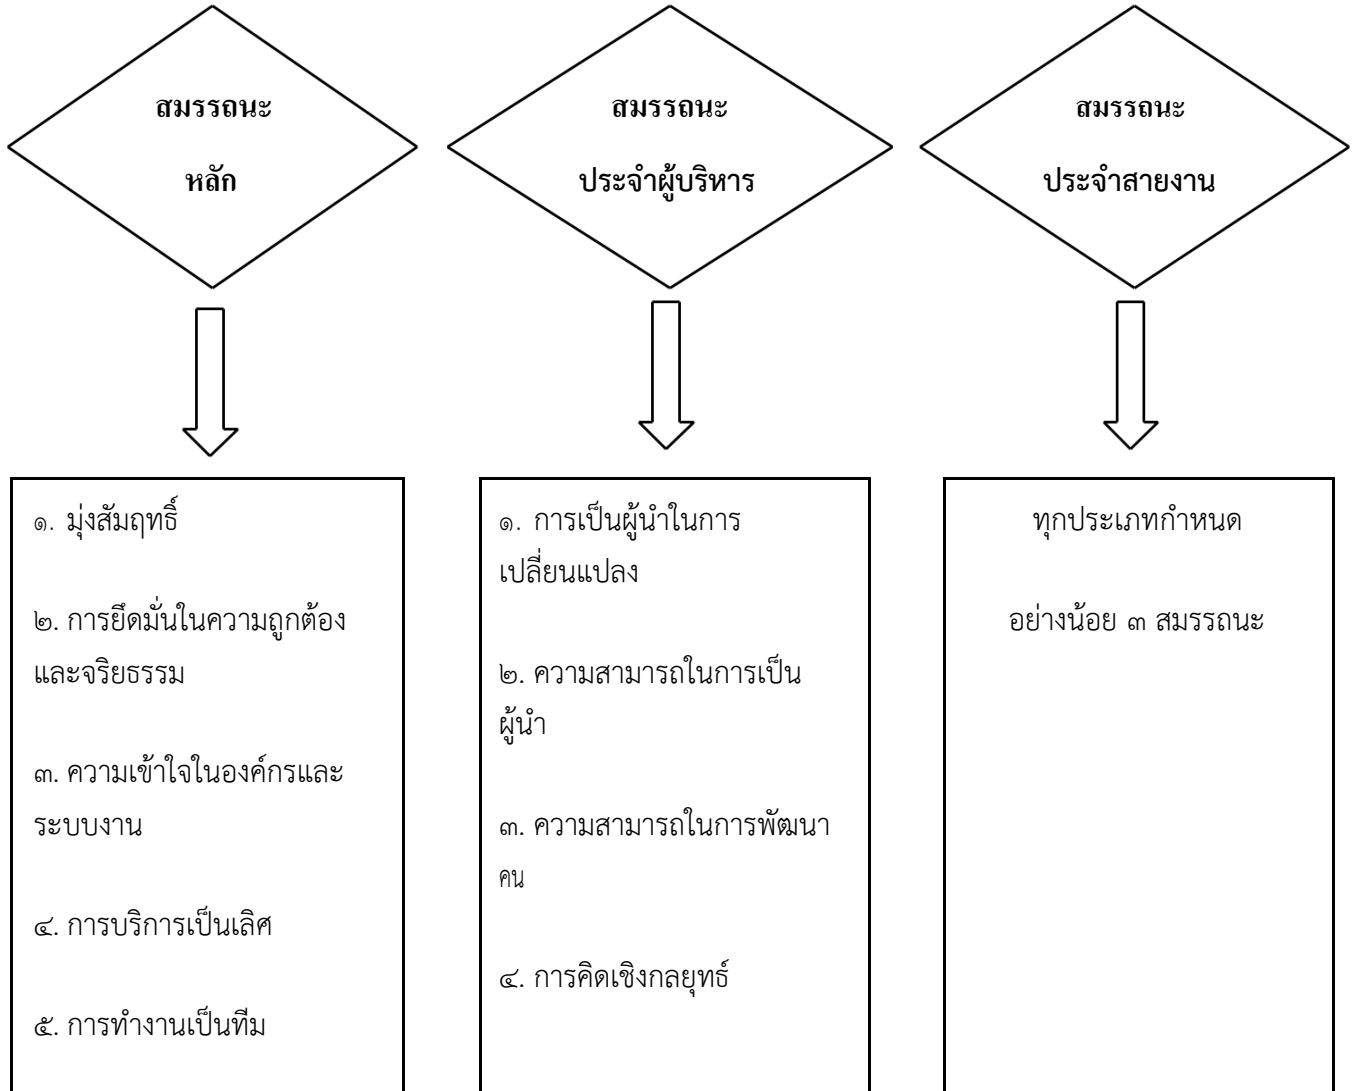 สมรรถนะ
หลัก
สมรรถนะ
ประจำผู้บริหาร
สมรรถนะ
ประจำสายงาน
๑. มุ่งสัมฤทธิ์
๒. การยึดมั่นในความถูกต้อง
และจริยธรรม
๓. ความเข้าใจในองค์กรและ
ระบบงาน
๔. การบริการเป็นเลิศ
๕. การทำงานเป็นทีม
๑. การเป็นผู้นำในการ
เปลี่ยนแปลง
๒. ความสามารถในการเป็น
ผู้นำ
๓. ความสามารถในการพัฒนา
คน
๔. การคิดเชิงกลยุทธ์
ทุกประเภทกำหนด
อย่างน้อย ๓ สมรรถนะ